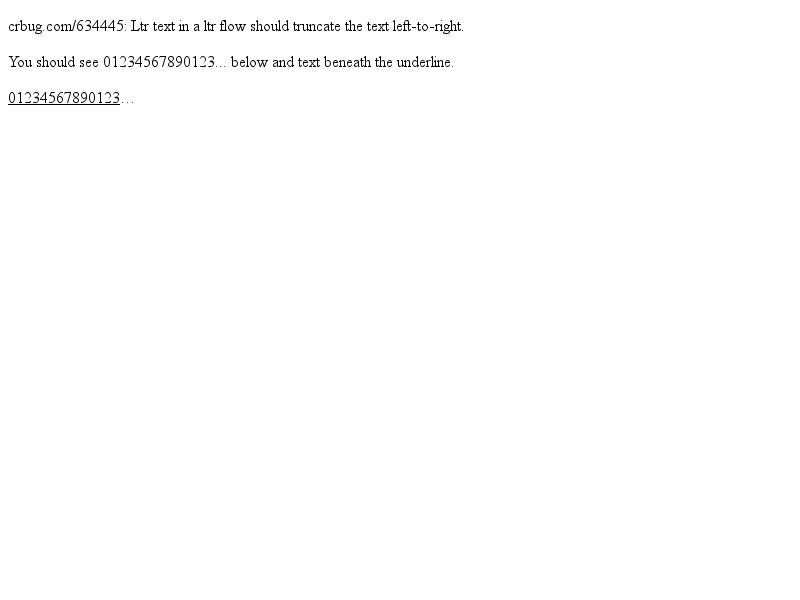 crbug.com/634445: Ltr text in a ltr flow should truncate the text left-to-right.
You should see 01234567890123... below and text beneath the underline.
01234567890123…